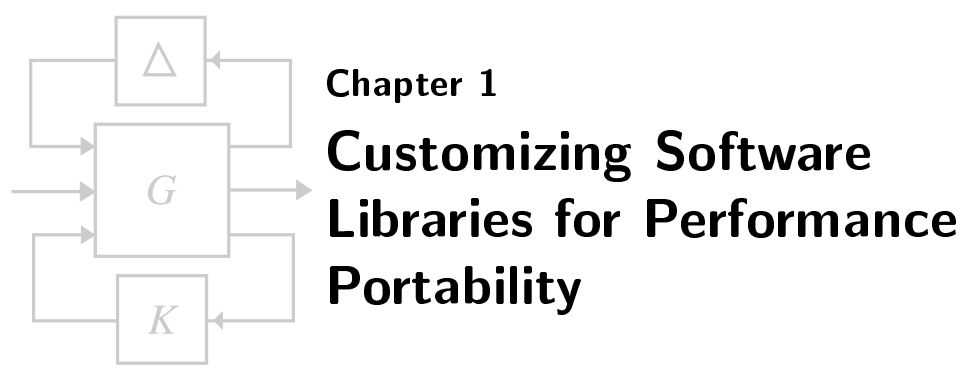 Δ
G
K
Chapter 1
Customizing Software
Libraries for Performance
Portability